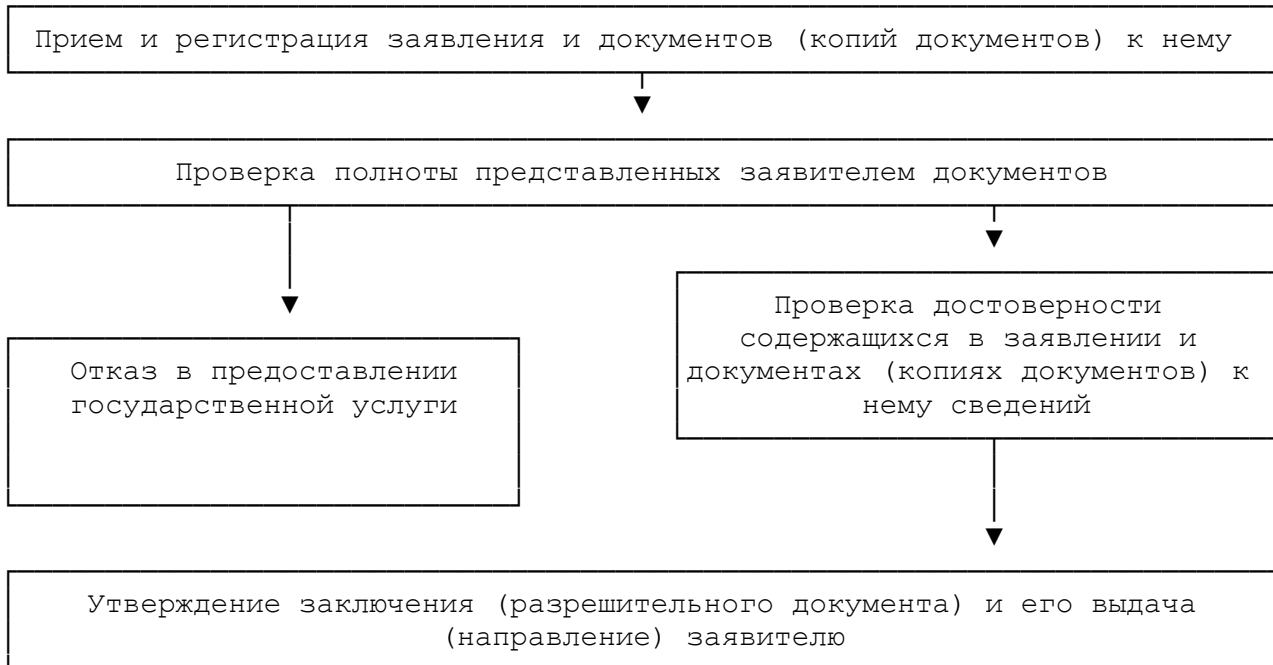 Прием и регистрация заявления и документов (копий документов) к нему
Проверка полноты представленных заявителем документов
Отказ в предоставлении
государственной услуги
Проверка достоверности
содержащихся в заявлении и
документах (копиях документов) к
нему сведений
Утверждение заключения (разрешительного документа) и его выдача
(направление) заявителю